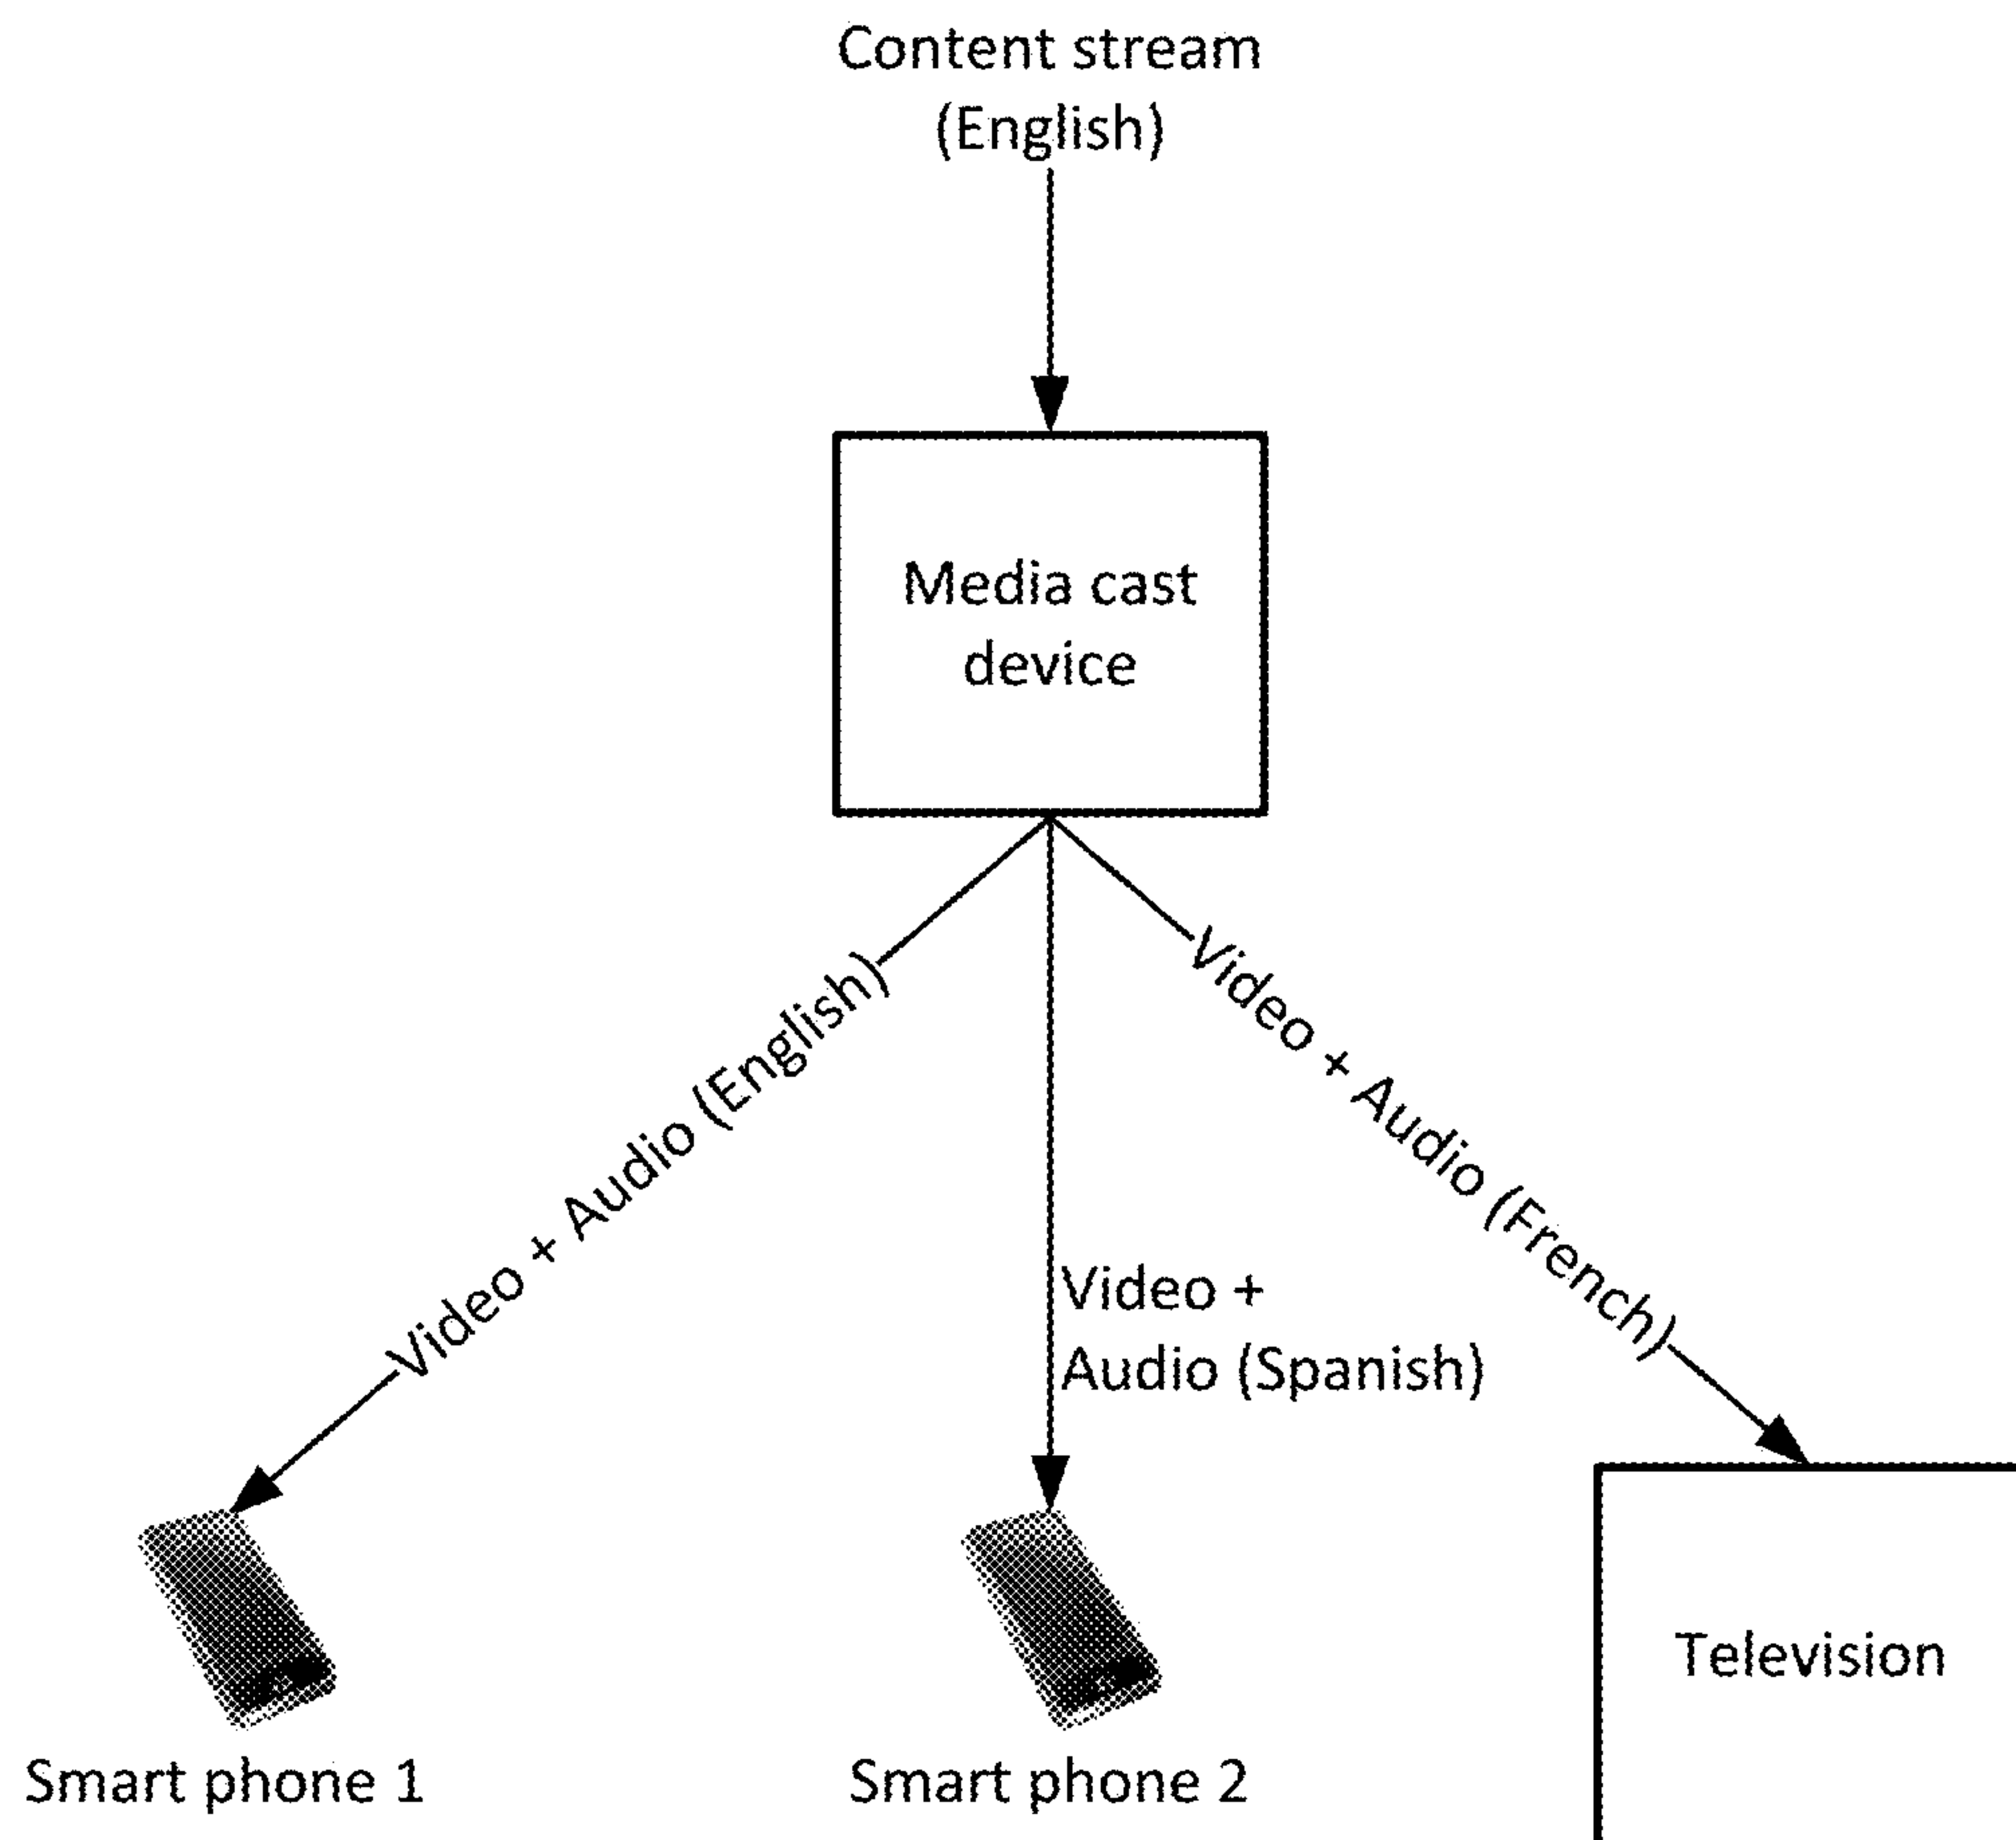 Content stream
(English)
Media cast
device
Video + Audio (English)
Video + Audio (French)
Video +
Audio (Spanish)
Television
Smart phone 1
Smart phone 2